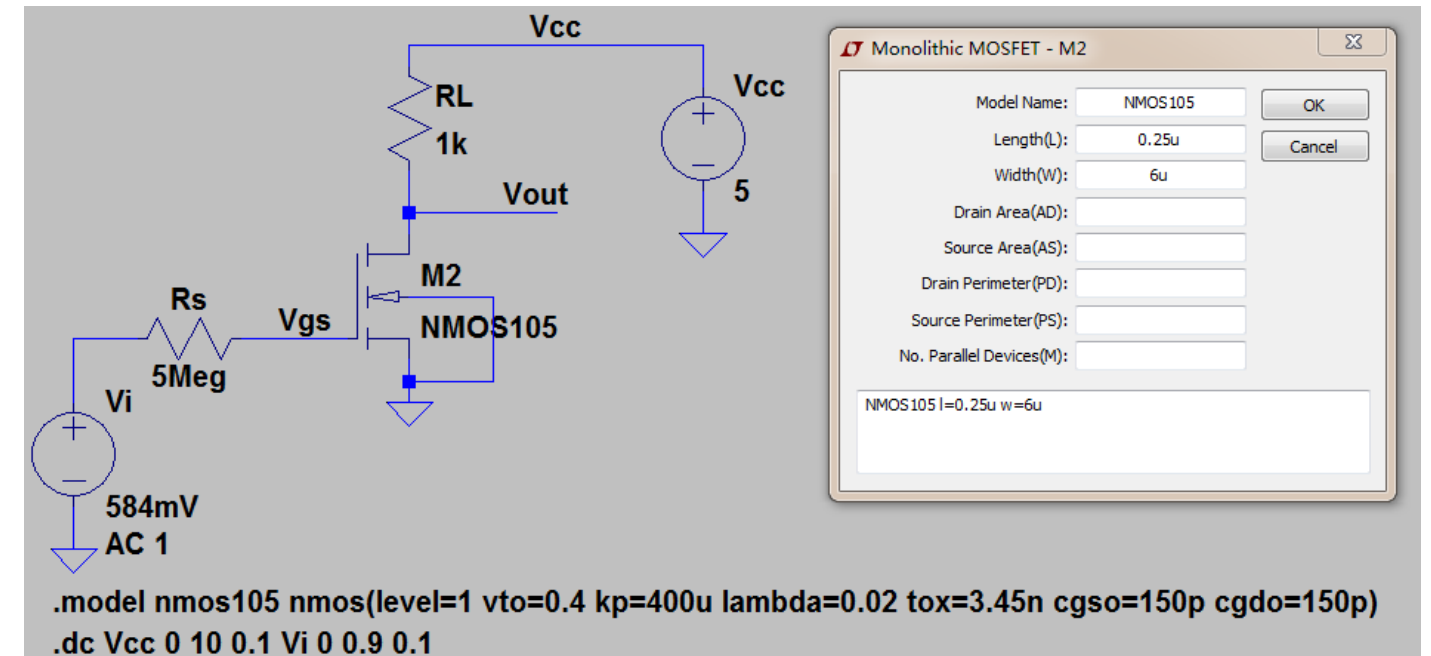 Vcc
RL
1k
Vcc
5
Vout
M2
NMOS105
Rs
5Meg
Vgs
Vi
584mV
AC 1
.model nmos105 nmos(level=1 vto=0.4 kp=400u lambda=0.02 tox=3.45n cgso=150p cgdo=150p)
.dc Vcc 0 10 0.1 Vi 0 0.9 0.1
Monolithic MOSFET - M2
Model Name: NMOS105
OK
Length(L): 0.25u
Cancel
Width(W): 6u
Drain Area(AD):
Source Area(AS):
Drain Perimeter(PD):
Source Perimeter(PS):
No. Parallel Devices(M):
NMOS105 l=0.25u w=6u